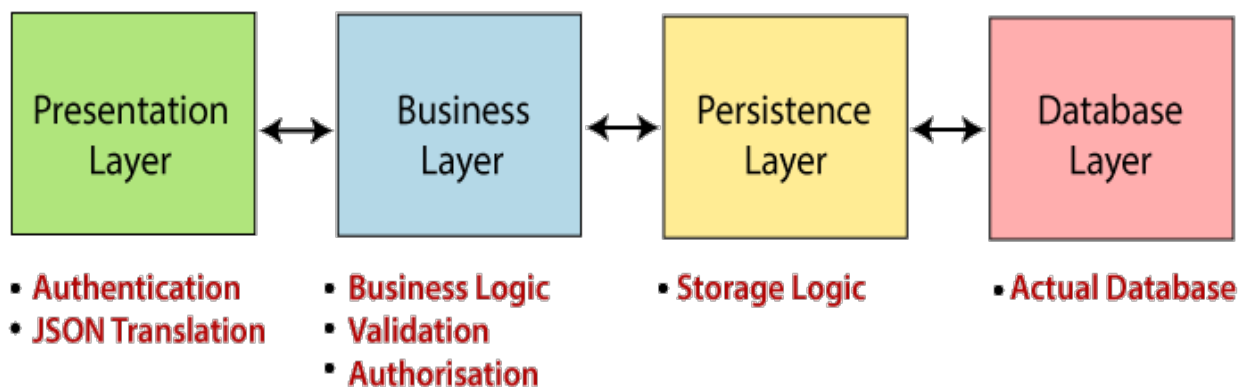 Presentation
Layer
Business
Layer
Persistence
Layer
Database
Layer
• Authentication
• JSON Translation
• Business Logic
• Validation
• Authorisation
• Storage Logic
• Actual Database